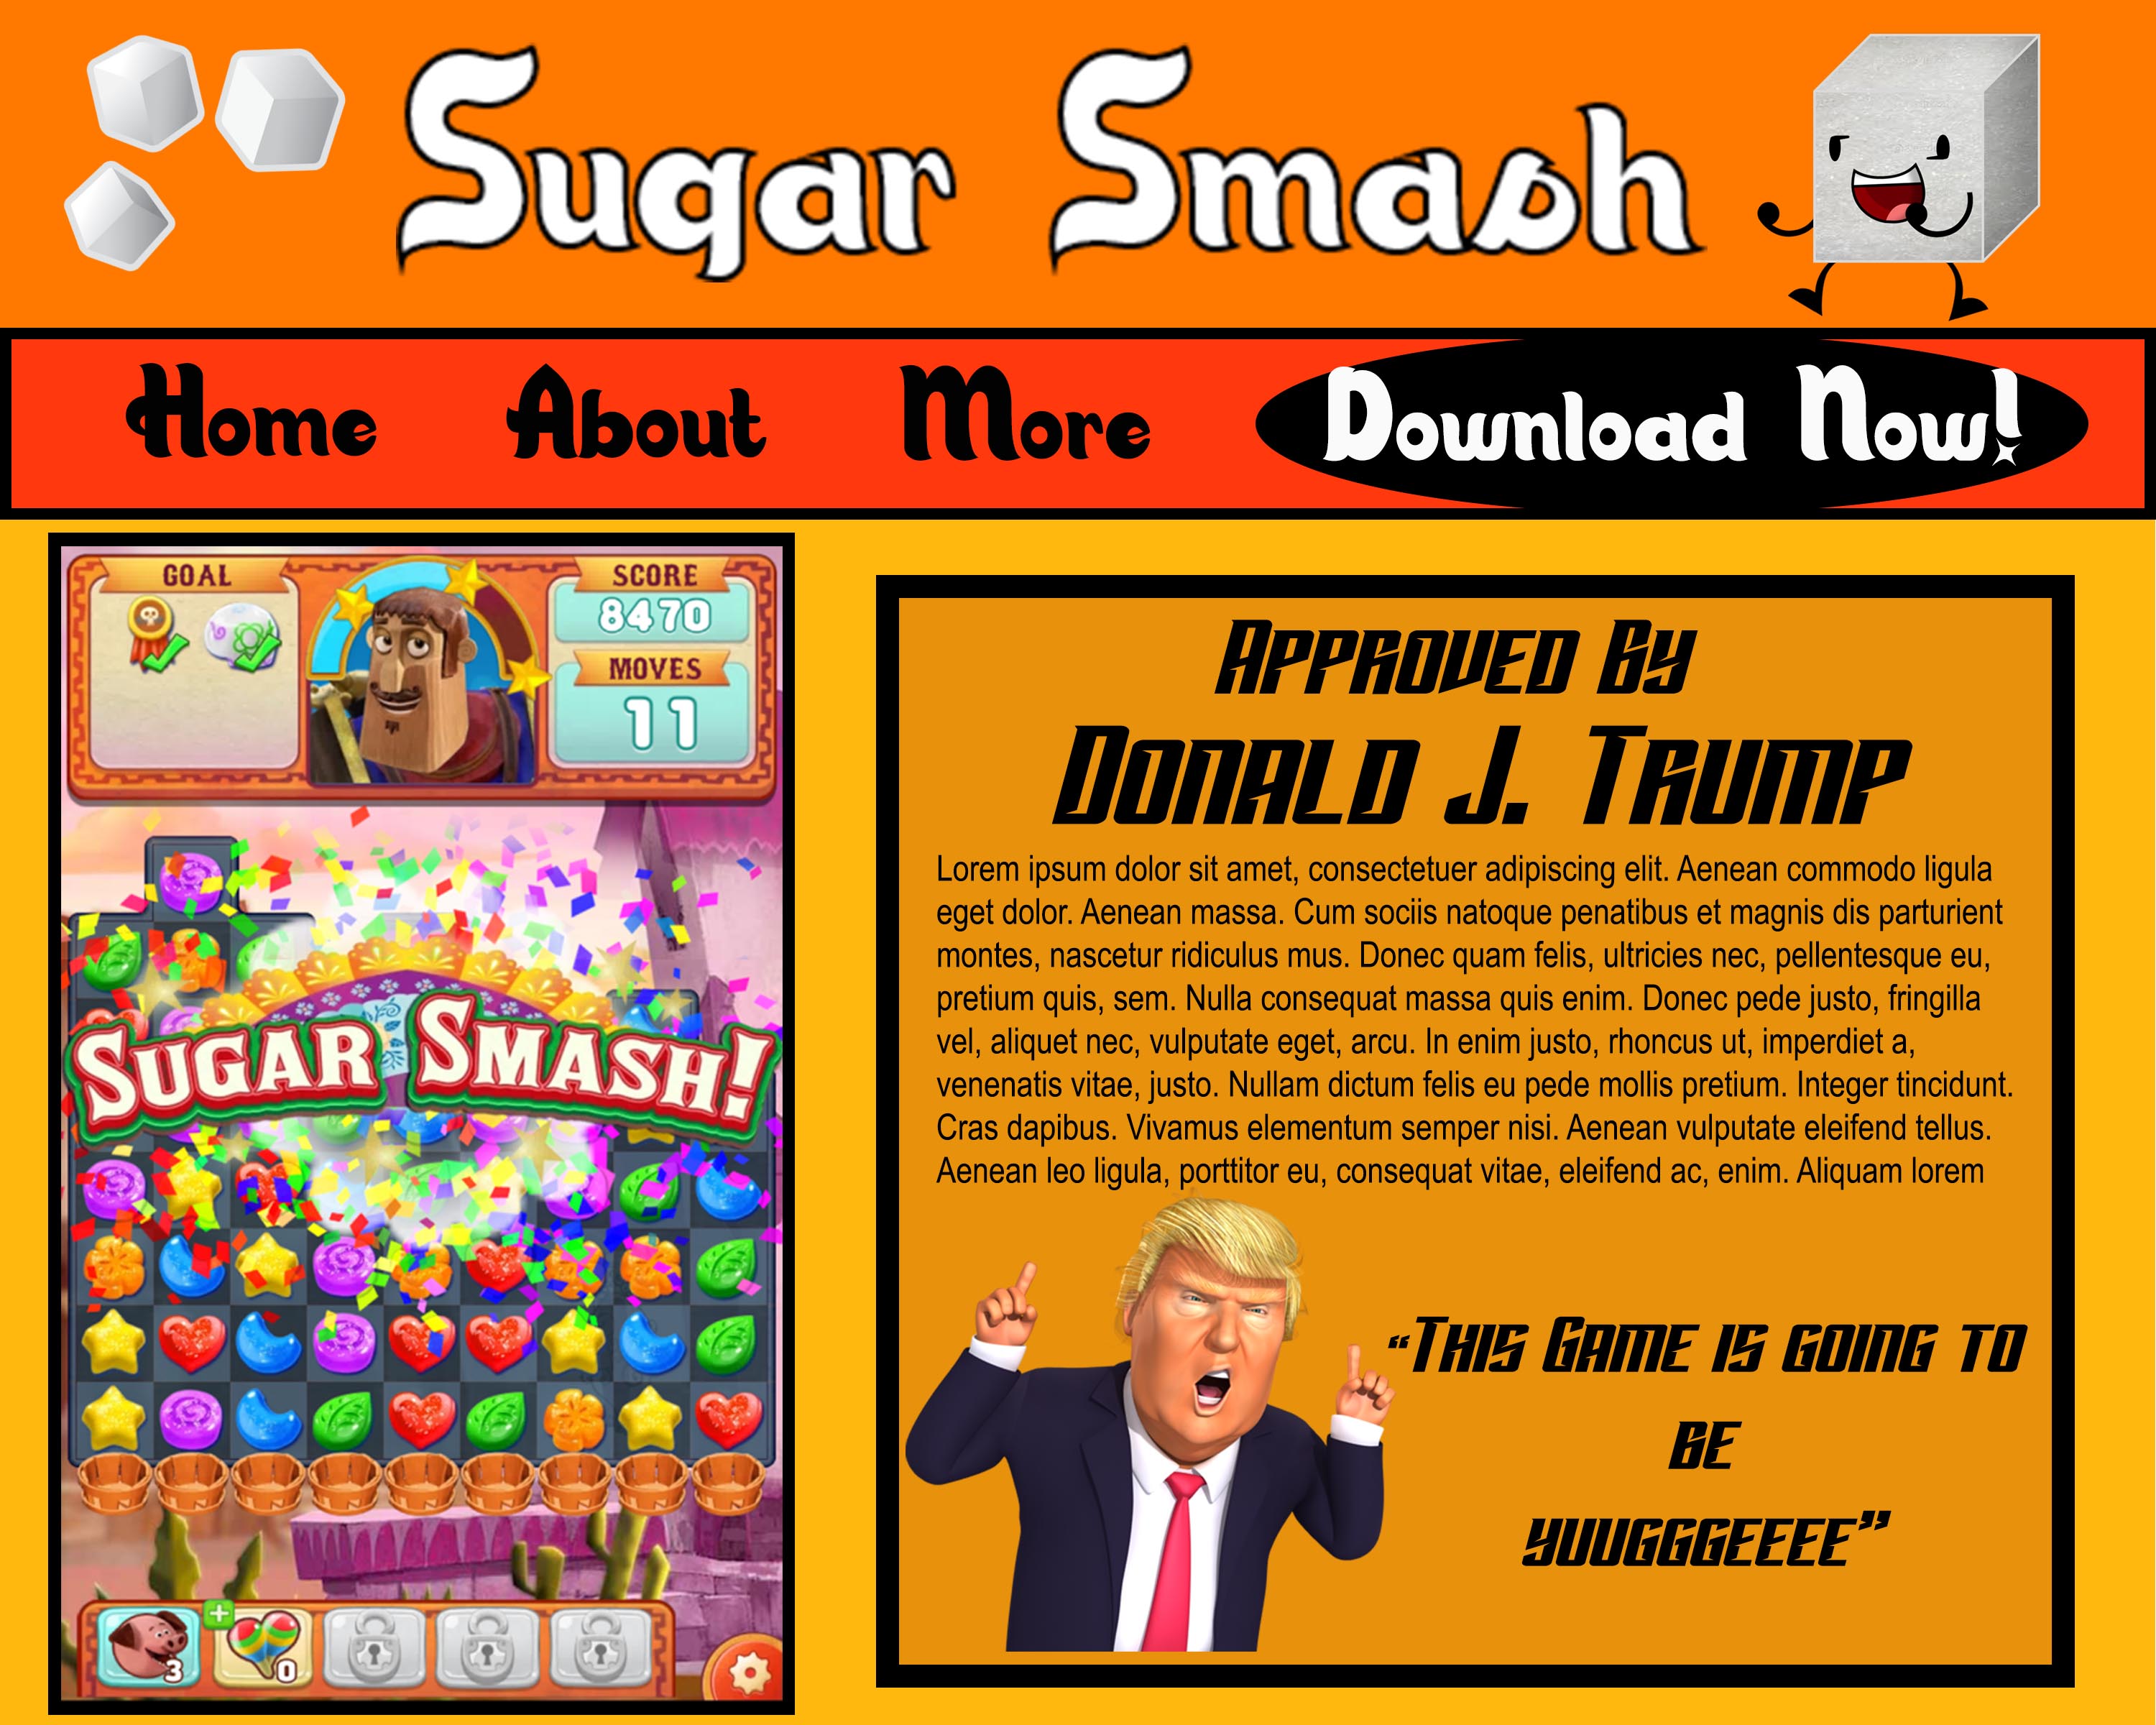 Sugar Smash
Home About More Download Now!
GOAL
SCORE
8470
MOVES
11
SUGAR SMASH!
3
0
Approved By
Donald J. Trump
Lorem ipsum dolor sit amet, consectetuer adipiscing elit. Aenean commodo ligula
eget dolor. Aenean massa. Cum sociis natoque penatibus et magnis dis parturient
montes, nascetur ridiculus mus. Donec quam felis, ultricies nec, pellentesque eu,
pretium quis, sem. Nulla consequat massa quis enim. Donec pede justo, fringilla
vel, aliquet nec, vulputate eget, arcu. In enim justo, rhoncus ut, imperdiet a,
venenatis vitae, justo. Nullam dictum felis eu pede mollis pretium. Integer tincidunt.
Cras dapibus. Vivamus elementum semper nisi. Aenean vulputate eleifend tellus.
Aenean leo ligula, porttitor eu, consequat vitae, eleifend ac, enim. Aliquam lorem
“This Game is going to
be
yuugggeeee”